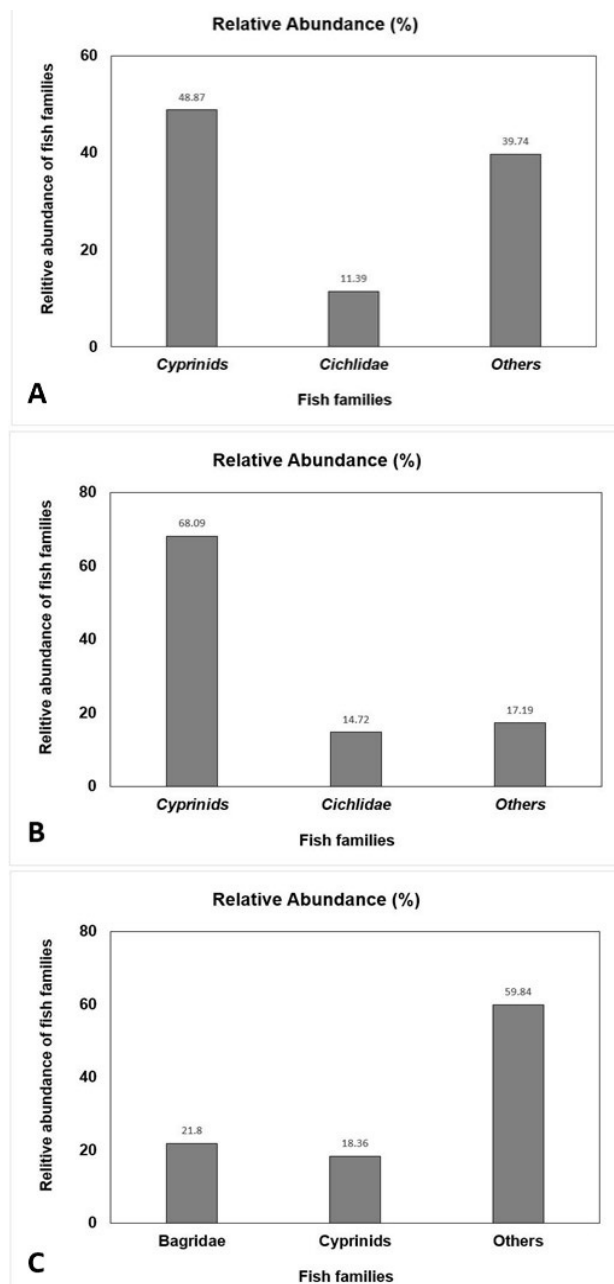 Relative Abundance (%)
Relitive abundance of fish families
60
40
20
0
48.87
11.39
39.74
Cyprinids Cichlidae Others
Fish families
A
Relative Abundance (%)
Relitive abundance of fish families
80
60
40
20
0
68.09
14.72
17.19
Cyprinids Cichlidae Others
Fish families
B
Relative Abundance (%)
Relitive abundance of fish families
80
60
40
20
0
21.8
18.36
59.84
Bagridae Cyprinids Others
Fish families
C